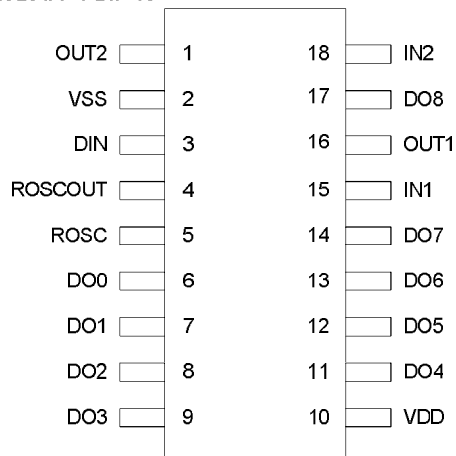 OUT2 1 18 IN2
VSS 2 17 DO8
DIN 3 16 OUT1
ROSCOUT 4 15 IN1
ROSC 5 14 DO7
DO0 6 13 DO6
DO1 7 12 DO5
DO2 8 11 DO4
DO3 9 10 VDD